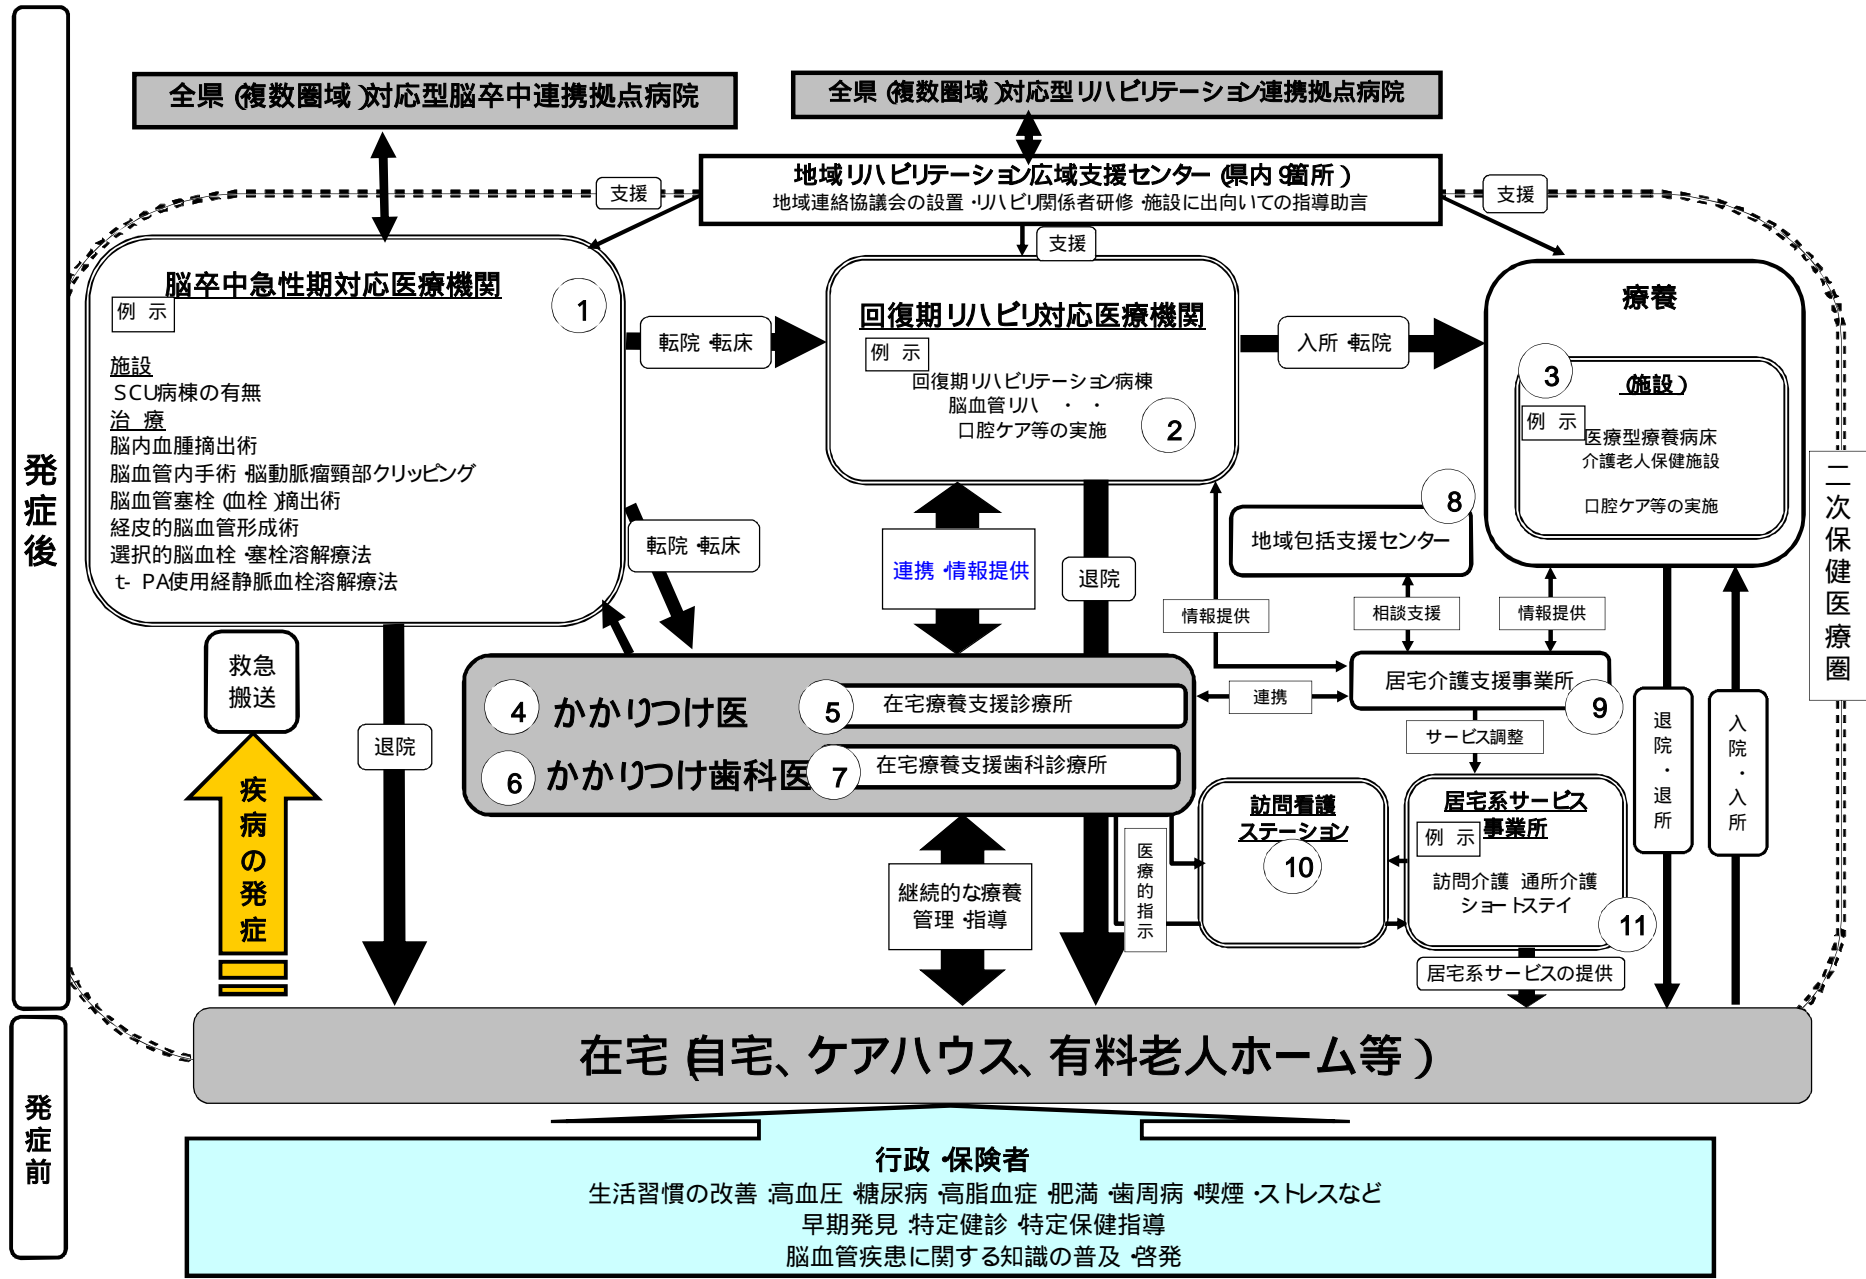 発症後
発症前
全県(複数圏域)対応型脳卒中連携拠点病院
全県(複数圏域)対応型リハビリテーション連携拠点病院
地域リハビリテーション広域支援センター(県内9箇所)
地域連絡協議会の設置・リハビリ関係者研修・施設に出向いての指導助言
支援
支援
支援
脳卒中急性期対応医療機関
1
例 示
施設
SCU病棟の有無
治 療
脳内血腫摘出術
脳血管内手術・脳動脈瘤頸部クリッピング
脳血管塞栓(血栓)摘出術
経皮的脳血管形成術
選択的脳血栓・塞栓溶解療法
t- PA使用経静脈血栓溶解療法
転院・転床
回復期リハビリ対応医療機関
例 示
回復期リハビリテーション病棟
脳血管リハ ・ ・
口腔ケア等の実施
2
入所・転院
療養
3
(施設)
例 示
医療型療養病床
介護老人保健施設
口腔ケア等の実施
二次保健医療圏
転院・転床
連携・情報提供
退院
8
地域包括支援センター
情報提供
相談支援
情報提供
救急
搬送
疾病の発症
退院
4
かかりつけ医
5
在宅療養支援診療所
6
かかりつけ歯科医
7
在宅療養支援歯科診療所
連携
居宅介護支援事業所
9
サービス調整
退院・退所
入院・入所
訪問看護
ステーション
10
居宅系サービス
事業所
例 示
訪問介護 通所介護
ショートステイ
11
医療的指示
継続的な療養
管理・指導
居宅系サービスの提供
在宅(自宅、ケアハウス、有料老人ホーム等)
行政・保険者
生活習慣の改善:高血圧・糖尿病・高脂血症・肥満・歯周病・喫煙・ストレスなど
早期発見:特定健診・特定保健指導
脳血管疾患に関する知識の普及・啓発